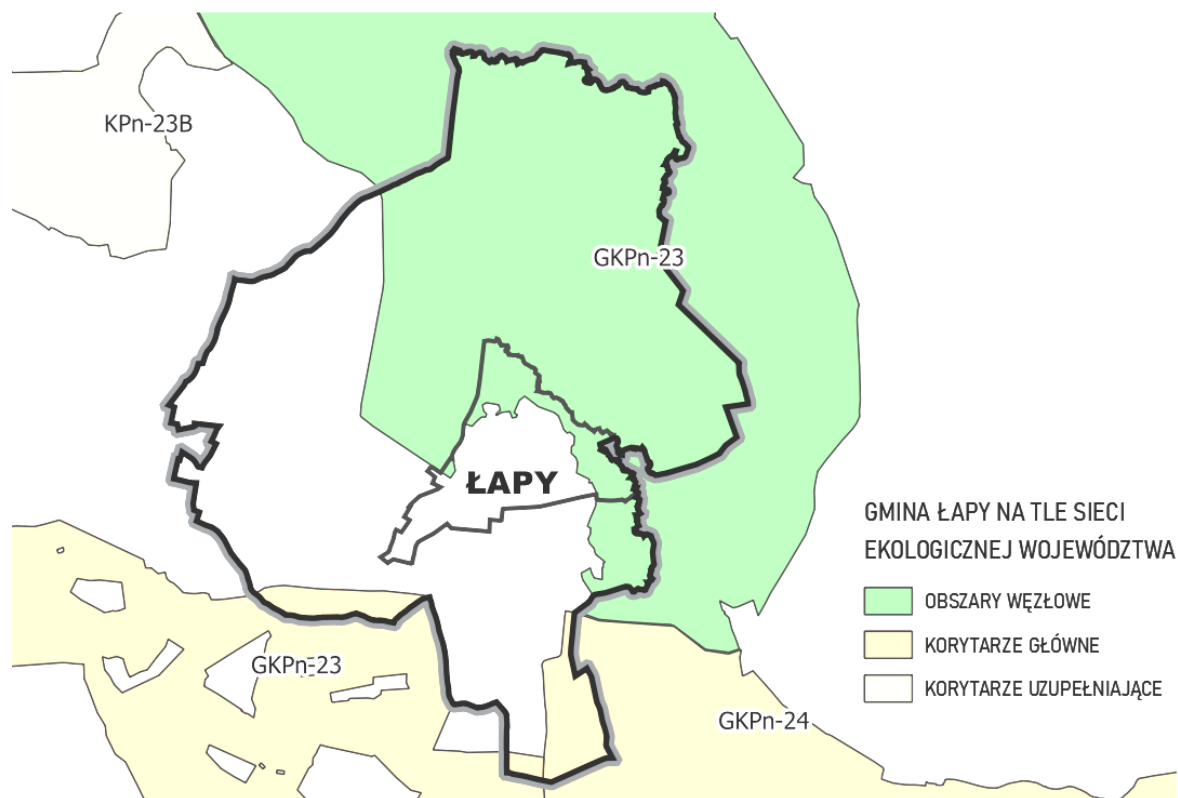 KPn-23B
GKPn-23
ŁAPY
GMINA ŁAPY NA TLE SIECI
EKOLOGICZNEJ WOJEWÓDZTWA
OBSZARY WĘZŁOWE
KORYTARZE GŁÓWNE
KORYTARZE UZUPEŁNIAJĄCE
GKPn-23
GKPn-24